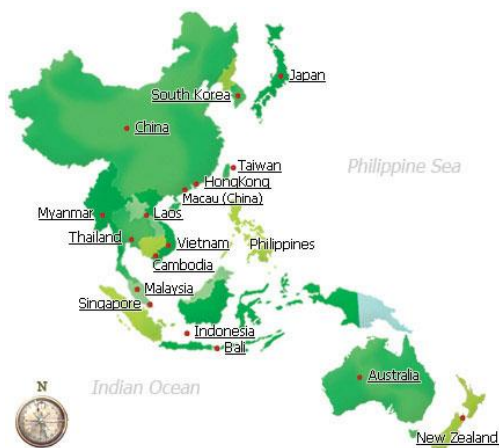 Japan
South Korea
China
Taiwan
Philippine Sea
HongKong
Macau (China)
Myanmar
Laos
Thailand
Vietnam
Philippines
Cambodia
Malaysia
Singapore
Indonesia
Bali
Australia
N
Indian Ocean
New Zealand